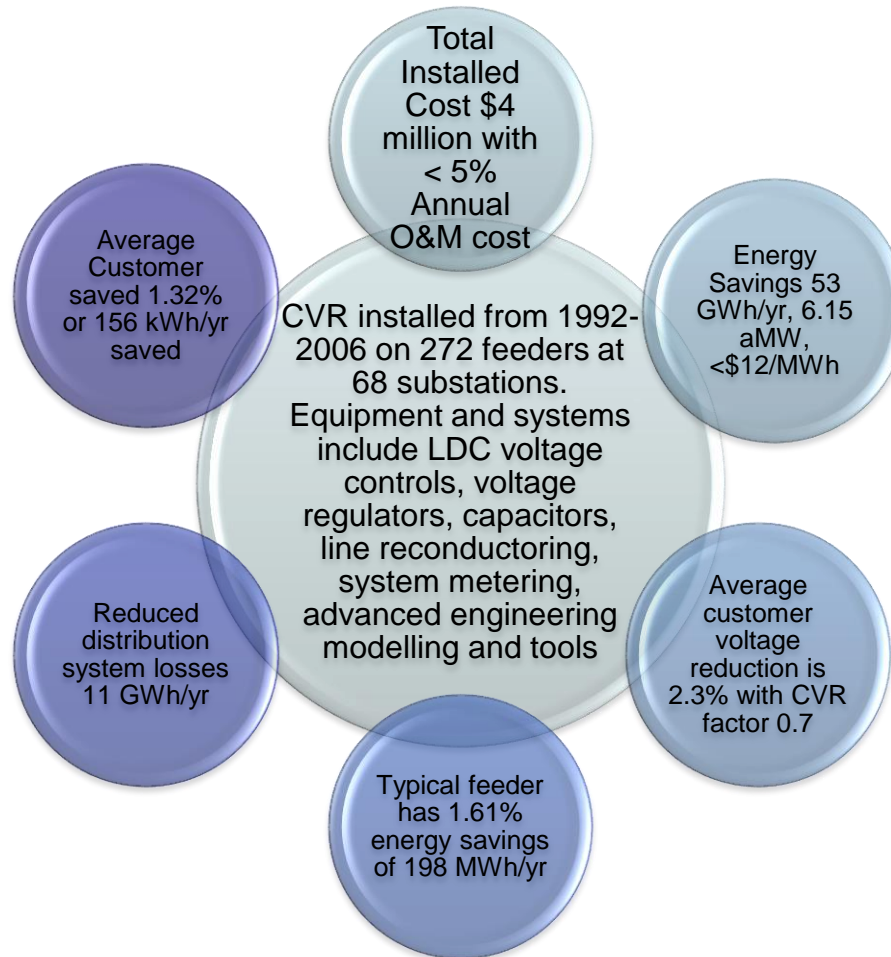 Total
Installed
Cost $4
million with
< 5%
Annual
O&M cost
Energy
Savings 53
GWh/yr, 6.15
aMW,
<$12/MWh
Average
customer
voltage
reduction is
2.3% with CVR
factor 0.7
Typical feeder
has 1.61%
energy savings
of 198 MWh/yr
Reduced
distribution
system losses
11 GWh/yr
Average
Customer
saved 1.32%
or 156 kWh/yr
saved
CVR installed from 1992-
2006 on 272 feeders at
68 substations.
Equipment and systems
include LDC voltage
controls, voltage
regulators, capacitors,
line reconductoring,
system metering,
advanced engineering
modelling and tools